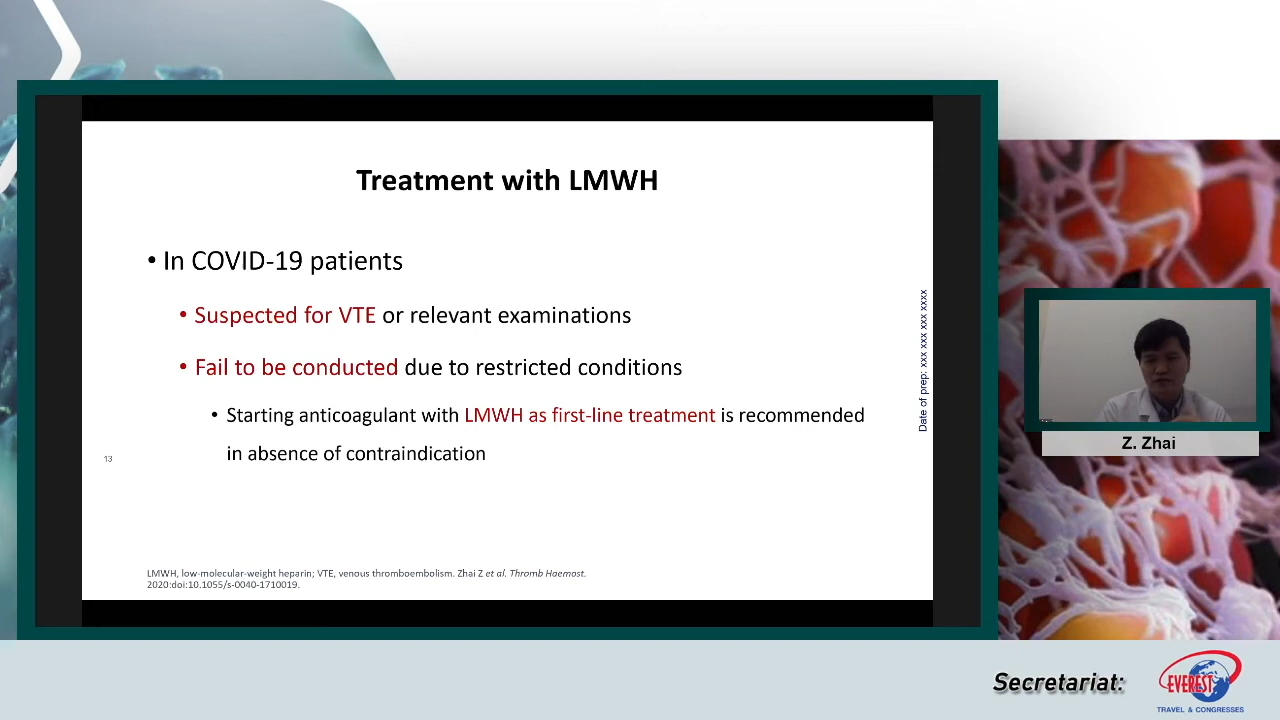 Treatment with LMWH
• In COVID-19 patients
• Suspected for VTE or relevant examinations
• Fail to be conducted due to restricted conditions
• Starting anticoagulant with LMWH as first-line treatment is recommended
in absence of contraindication
13
Date of prep: xxx xxx xxx xxxx
LMWH, low-molecular-weight heparin; VTE, venous thromboembolism. Zhai Z et al. Thromb Haemost.
2020:doi:10.1055/s-0040-1710019.
Z. Zhai
Secretariat:
EVEREST
TRAVEL & CONGRESSES